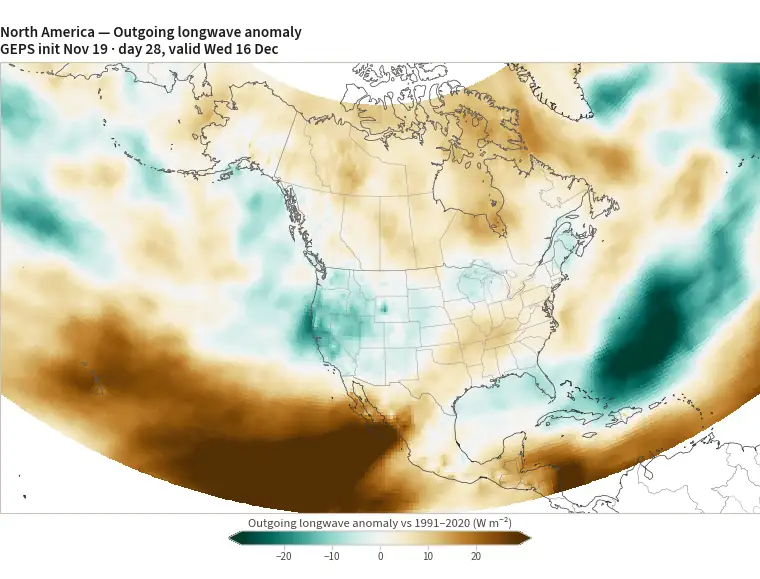 North America — Outgoing longwave anomaly
GEPS init Nov 19 · day 28, valid Wed 16 Dec
Outgoing longwave anomaly vs 1991–2020 (W m⁻²)
−20 −10 0 10 20